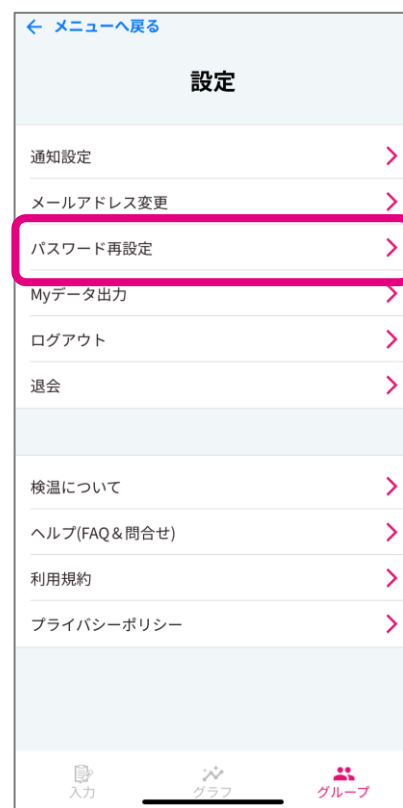 ← メニューへ戻る
設定
通知設定
メールアドレス変更
パスワード再設定
Myデータ出力
ログアウト
退会
検温について
ヘルプ(FAQ&問合せ)
利用規約
プライバシーポリシー
入力 グラフ グループ